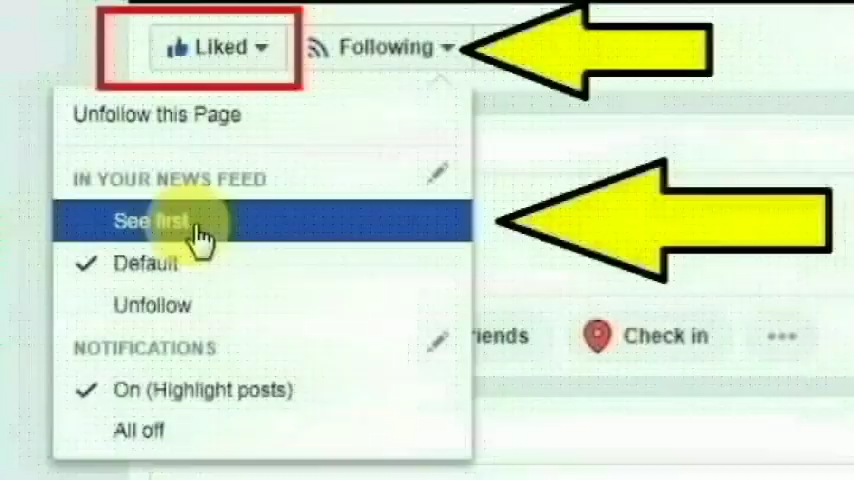 Liked Following
Unfollow this Page
IN YOUR NEWS FEED
See first
Default
Unfollow
NOTIFICATIONS
riends Check in
On (Highlight posts)
All off